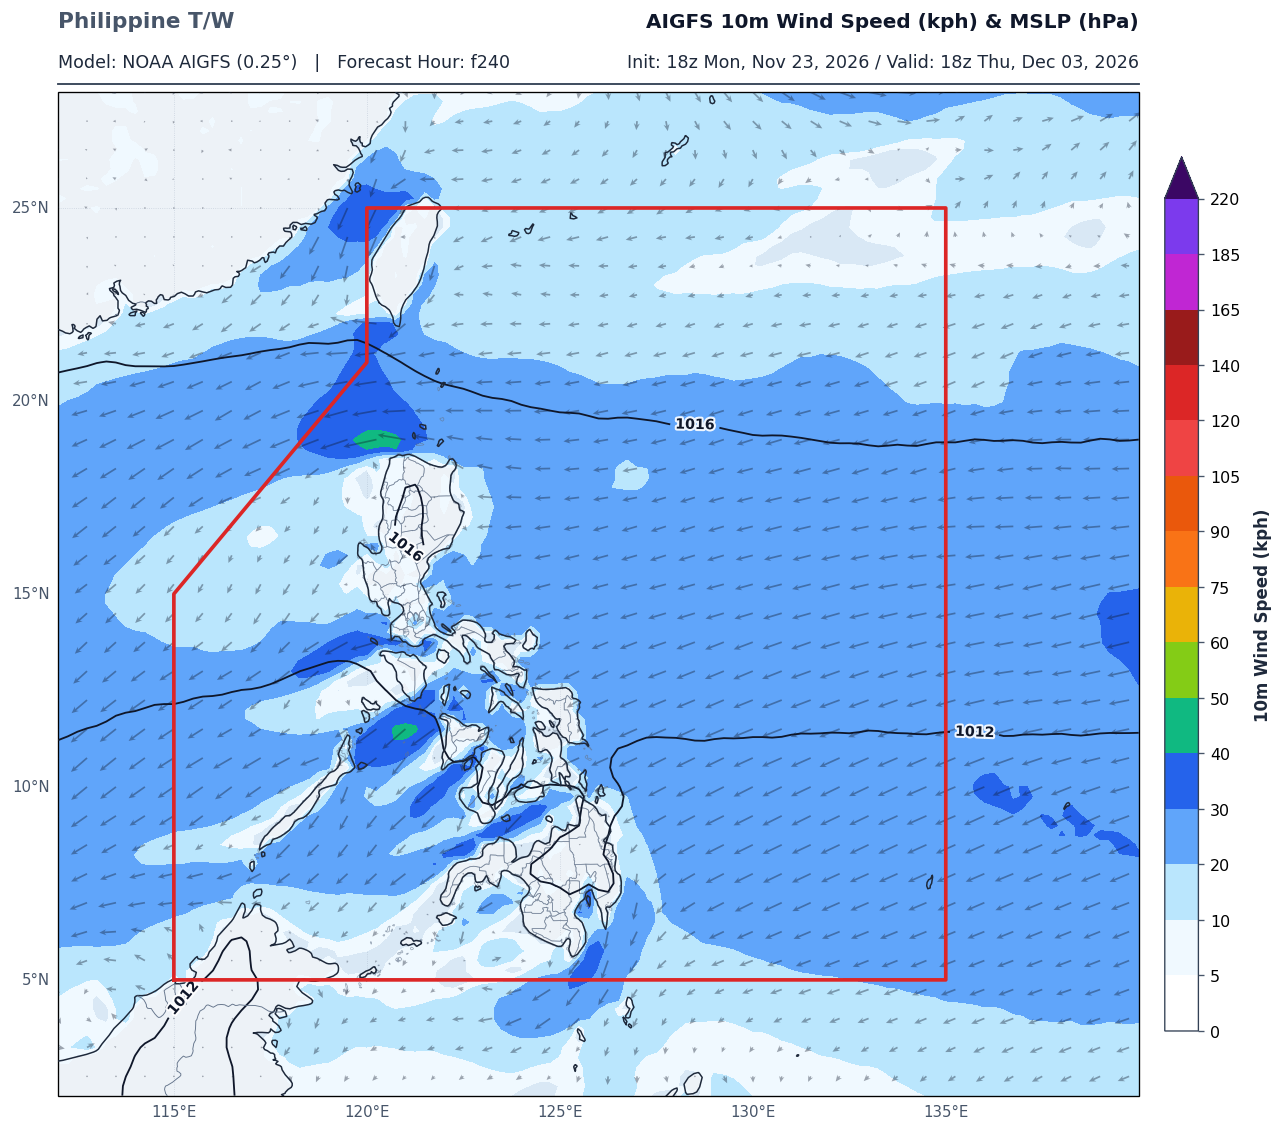 Philippine T/W
AIGFS 10m Wind Speed (kph) & MSLP (hPa)
Model: NOAA AIGFS (0.25°) | Forecast Hour: f240
Init: 18z Mon, Nov 23, 2026 / Valid: 18z Thu, Dec 03, 2026
25°N
20°N
15°N
10°N
5°N
1016
1016
1012
1012
115°E
120°E
125°E
130°E
135°E
220
185
165
140
120
105
90
75
60
50
40
30
20
10
5
0
10m Wind Speed (kph)